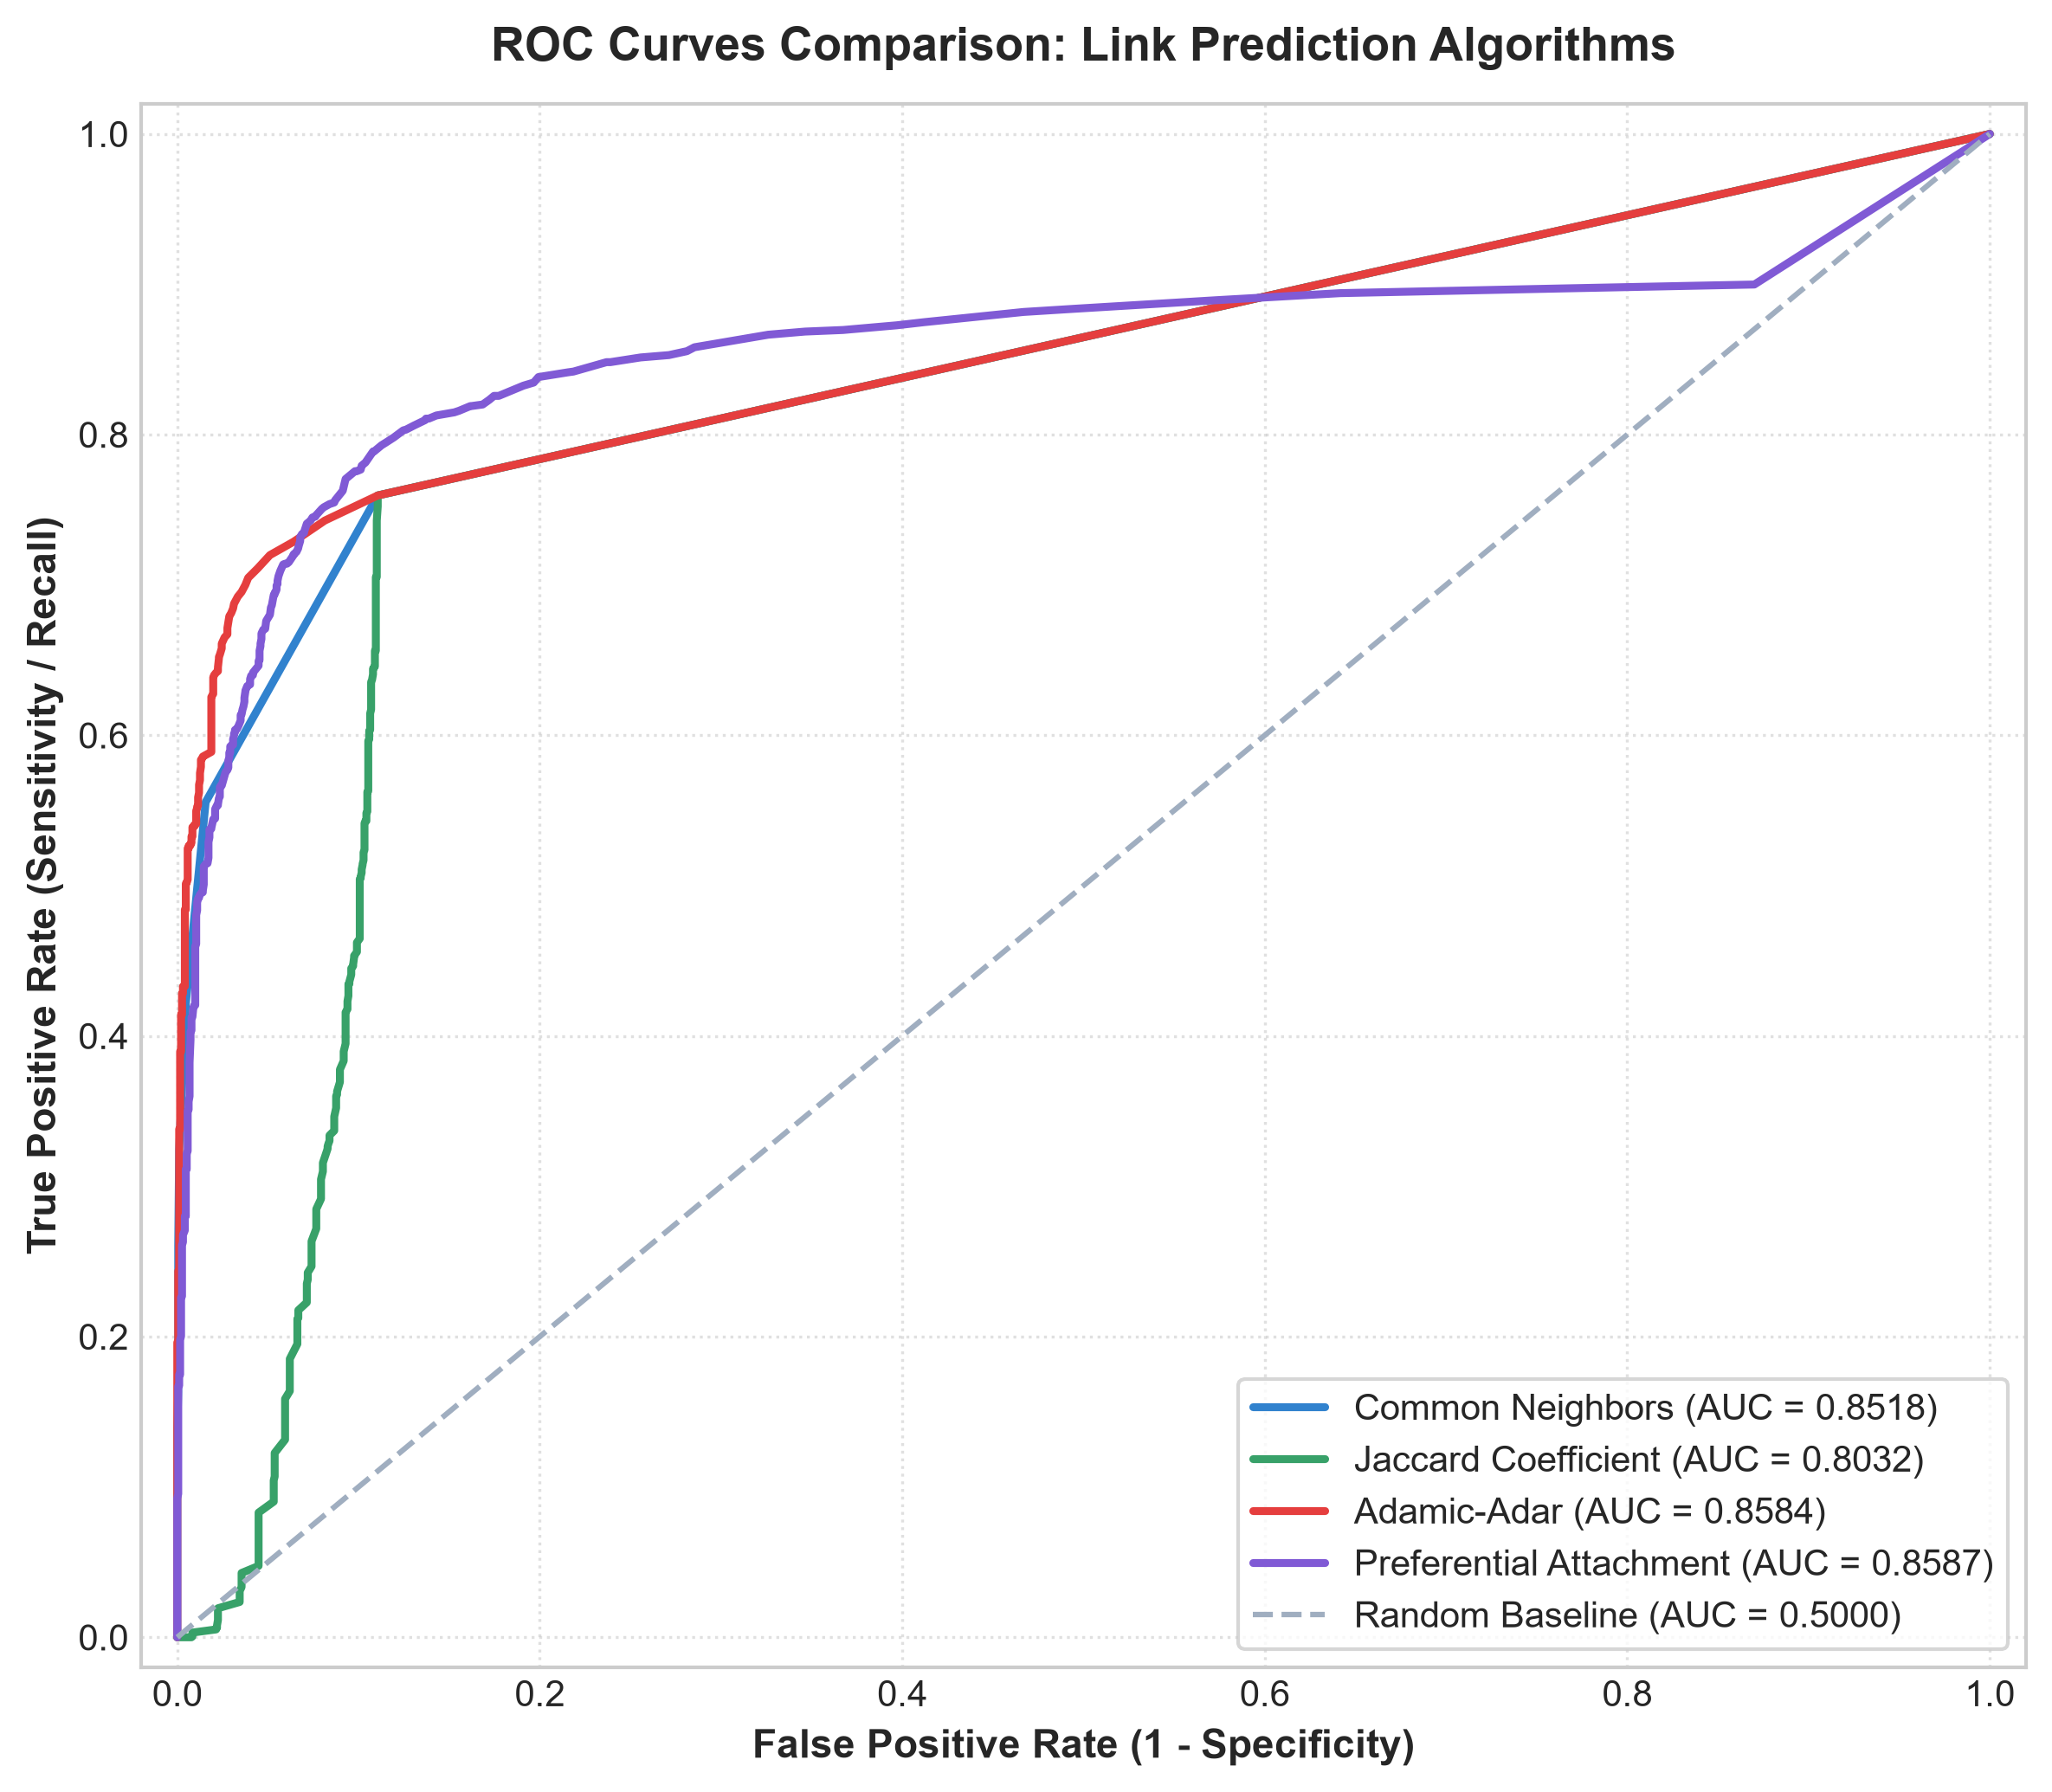 ROC Curves Comparison: Link Prediction Algorithms
True Positive Rate (Sensitivity / Recall)
1.0
0.8
0.6
0.4
0.2
0.0
Common Neighbors (AUC = 0.8518)
Jaccard Coefficient (AUC = 0.8032)
Adamic-Adar (AUC = 0.8584)
Preferential Attachment (AUC = 0.8587)
Random Baseline (AUC = 0.5000)
0.0 0.2 0.4 0.6 0.8 1.0
False Positive Rate (1 - Specificity)